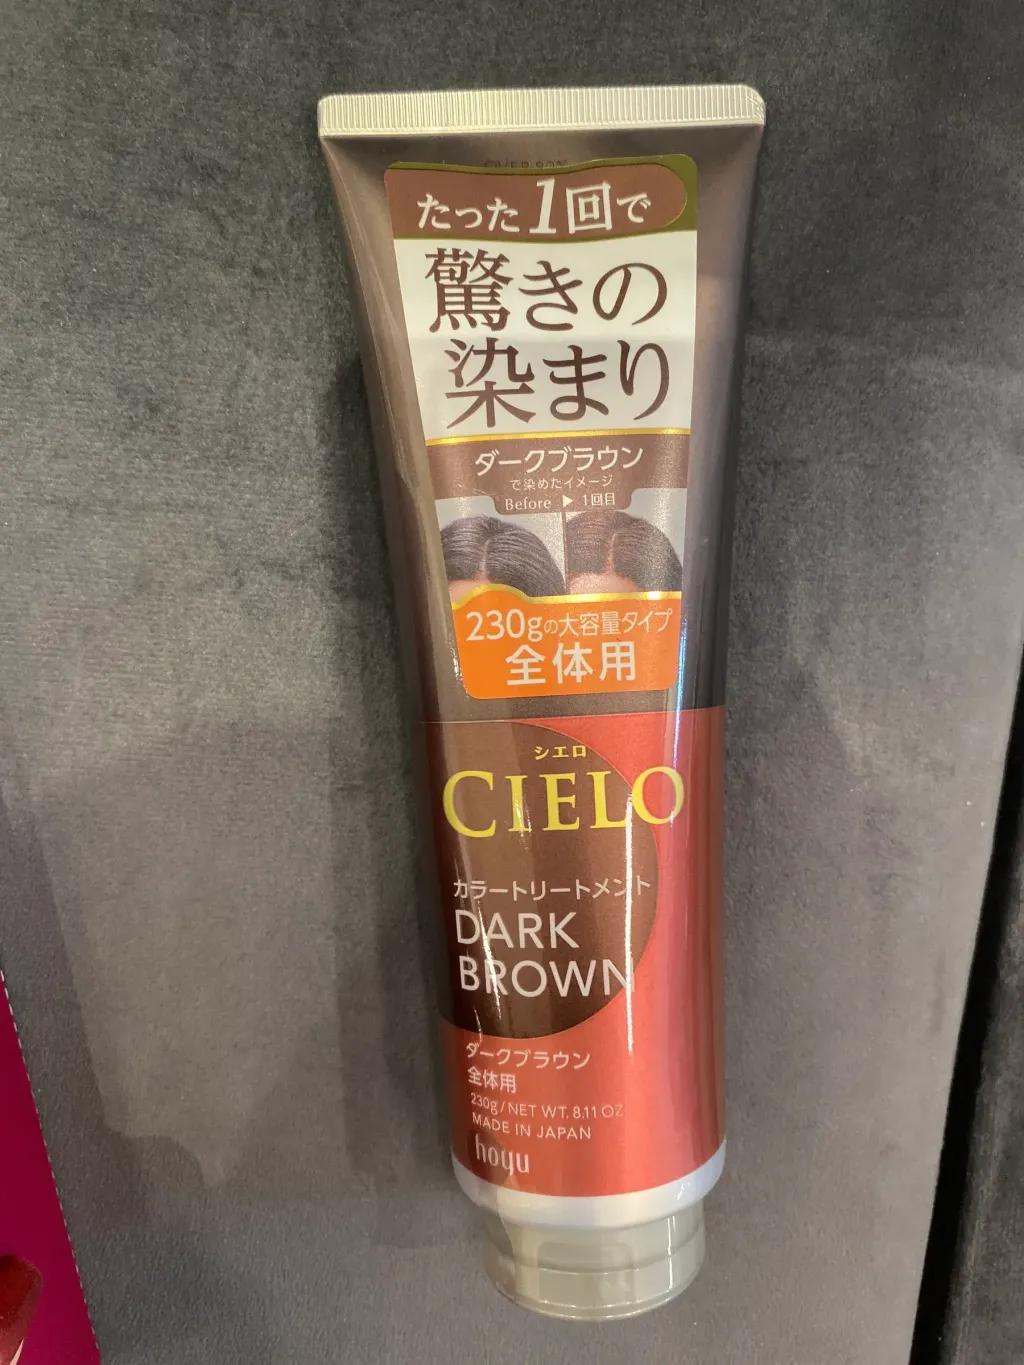 たった1回で
驚きの
染まり
ダークブラウン
で染めたイメージ
Before ▶ 1回目
230gの大容量タイプ
全体用
シエロ
CIELO
カラートリートメント
DARK
BROWN
ダークブラウン
全体用
230g/NET WT. 8.11 OZ
MADE IN JAPAN
hoyu